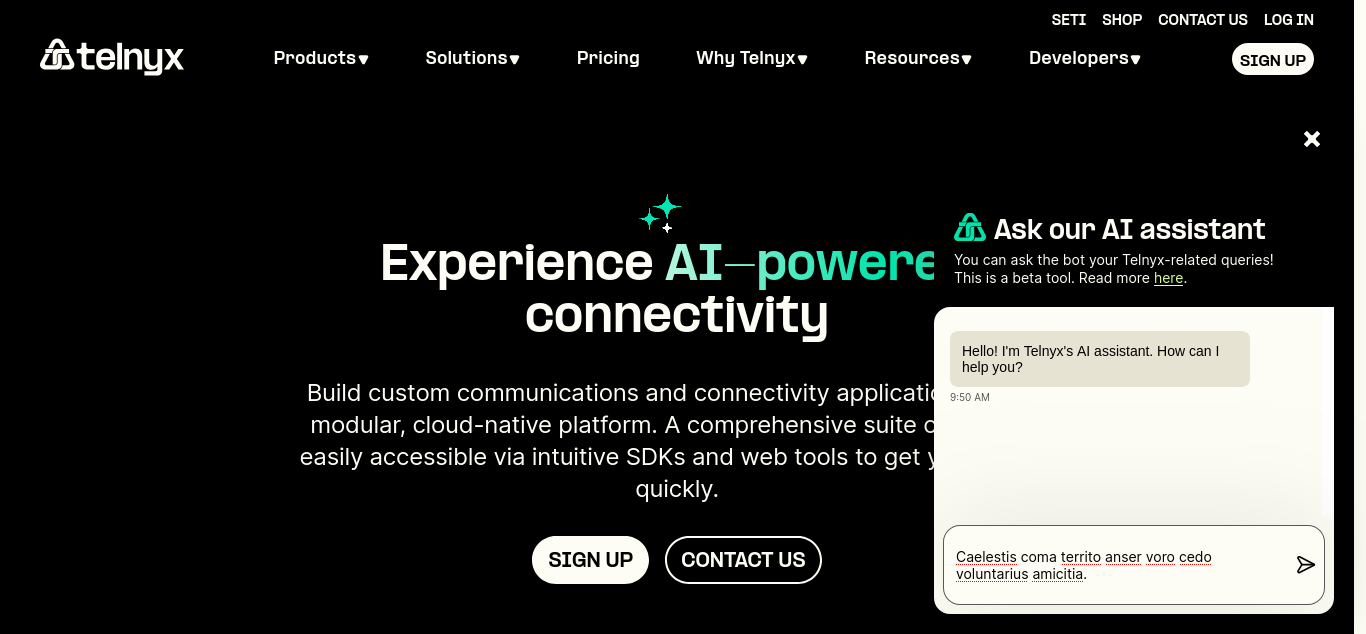 SETI SHOP CONTACT US LOG IN
telnyx Products Solutions Pricing Why Telnyx Resources Developers SIGN UP
Experience AI-powere
connectivity
Build custom communications and connectivity applicatio
modular, cloud-native platform. A comprehensive suite
easily accessible via intuitive SDKs and web tools to get
quickly.
SIGN UP CONTACT US
Ask our AI assistant
You can ask the bot your Telnyx-related queries!
This is a beta tool. Read more here.
Hello! I'm Telnyx's AI assistant. How can I
help you?
9:50 AM
Caelestis coma territo anser voro cedo
voluntarius amicitia.